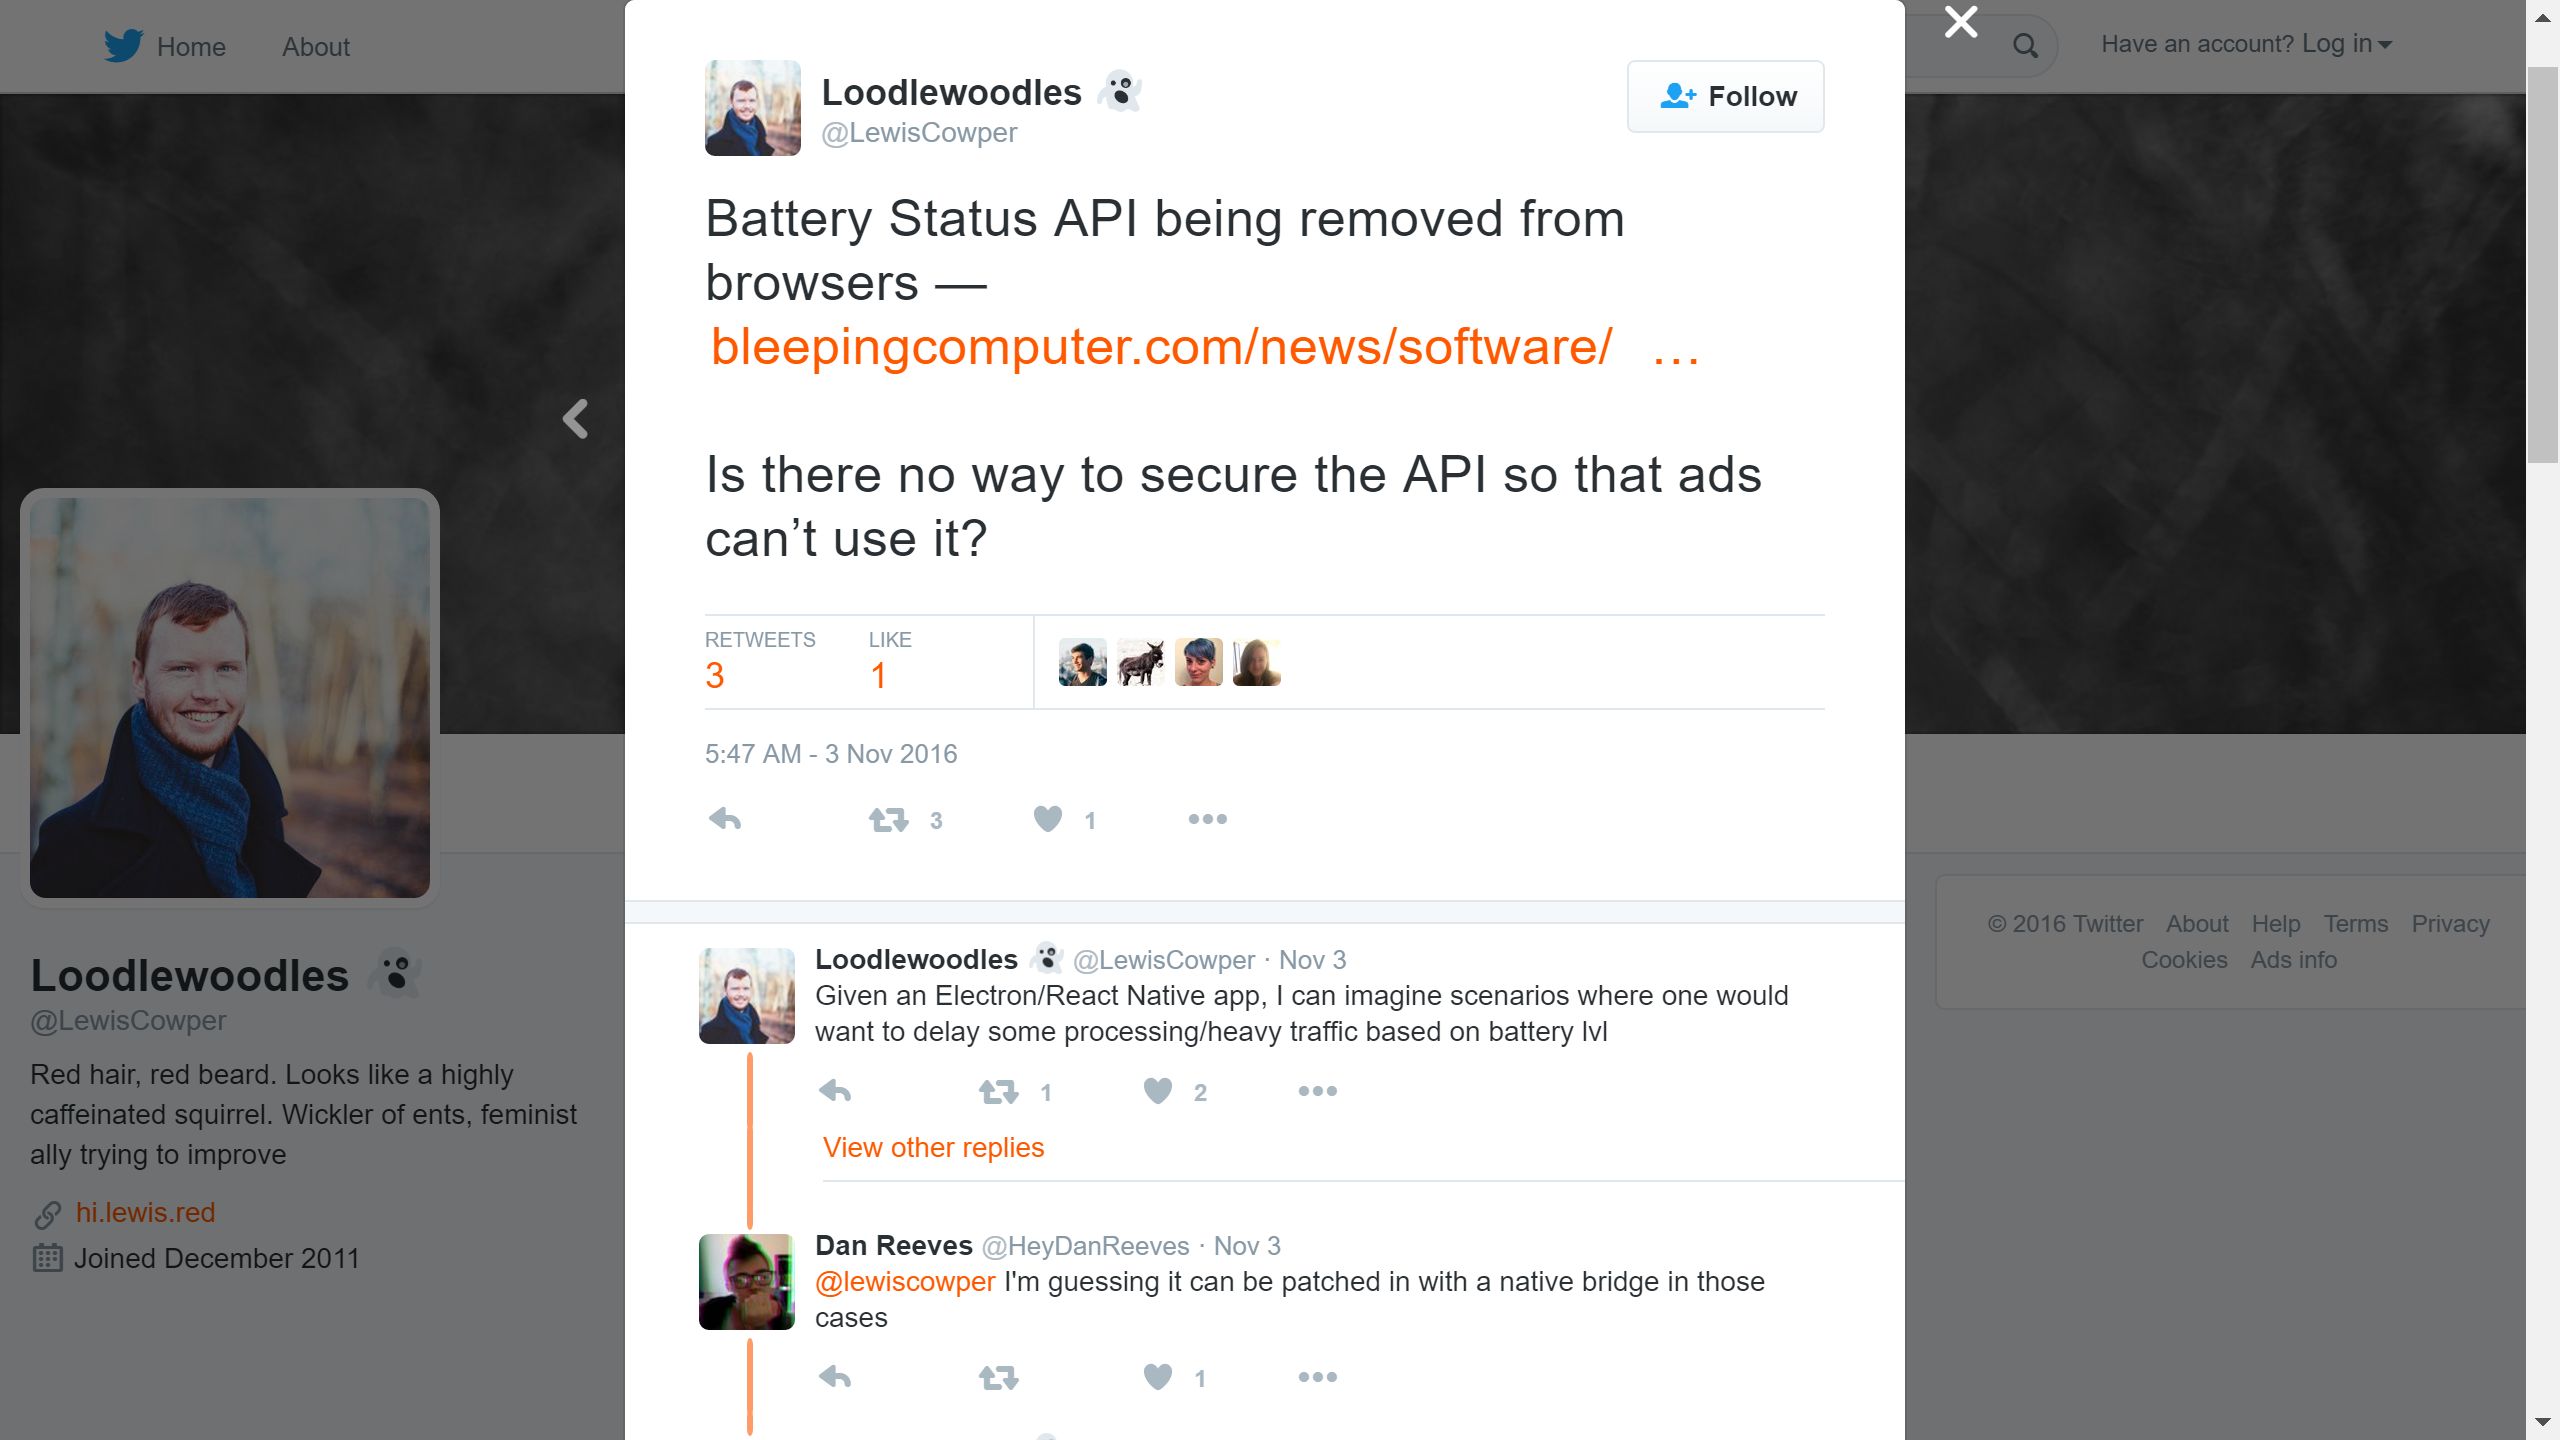 Home
About
Have an account? Log in
Loodlewoodles
@LewisCowper
Follow
Battery Status API being removed from
browsers —
bleepingcomputer.com/news/software/ …
Is there no way to secure the API so that ads
can’t use it?
RETWEETS
3
LIKE
1
5:47 AM - 3 Nov 2016
3
1
Loodlewoodles @LewisCowper · Nov 3
Given an Electron/React Native app, I can imagine scenarios where one would
want to delay some processing/heavy traffic based on battery lvl
1
2
View other replies
Dan Reeves @HeyDanReeves · Nov 3
@lewiscowper I'm guessing it can be patched in with a native bridge in those
cases
1
Loodlewoodles
@LewisCowper
Red hair, red beard. Looks like a highly
caffeinated squirrel. Wickler of ents, feminist
ally trying to improve
hi.lewis.red
Joined December 2011
© 2016 Twitter About Help Terms Privacy
Cookies Ads info